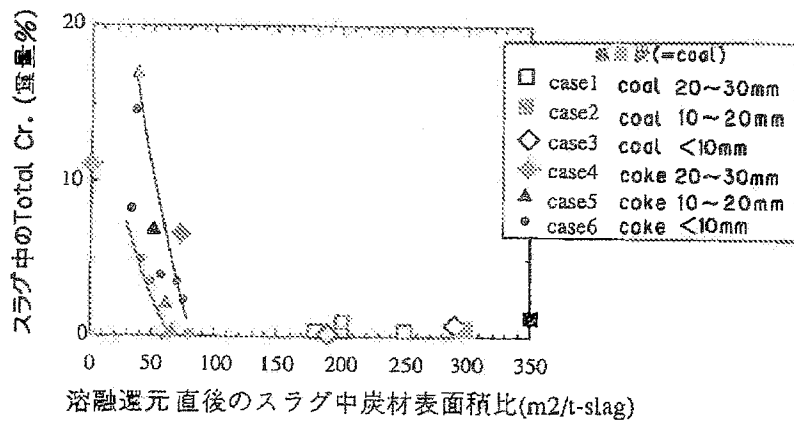 スラグ中のTotal Cr. (重量%)
20
10
0
0 50 100 150 200 250 300 350
溶融還元直後のスラグ中炭材表面積比(m2/t-slag)
(=coal)
case1 coal 20~30mm
case2 coal 10~20mm
case3 coal <10mm
case4 coke 20~30mm
case5 coke 10~20mm
case6 coke <10mm